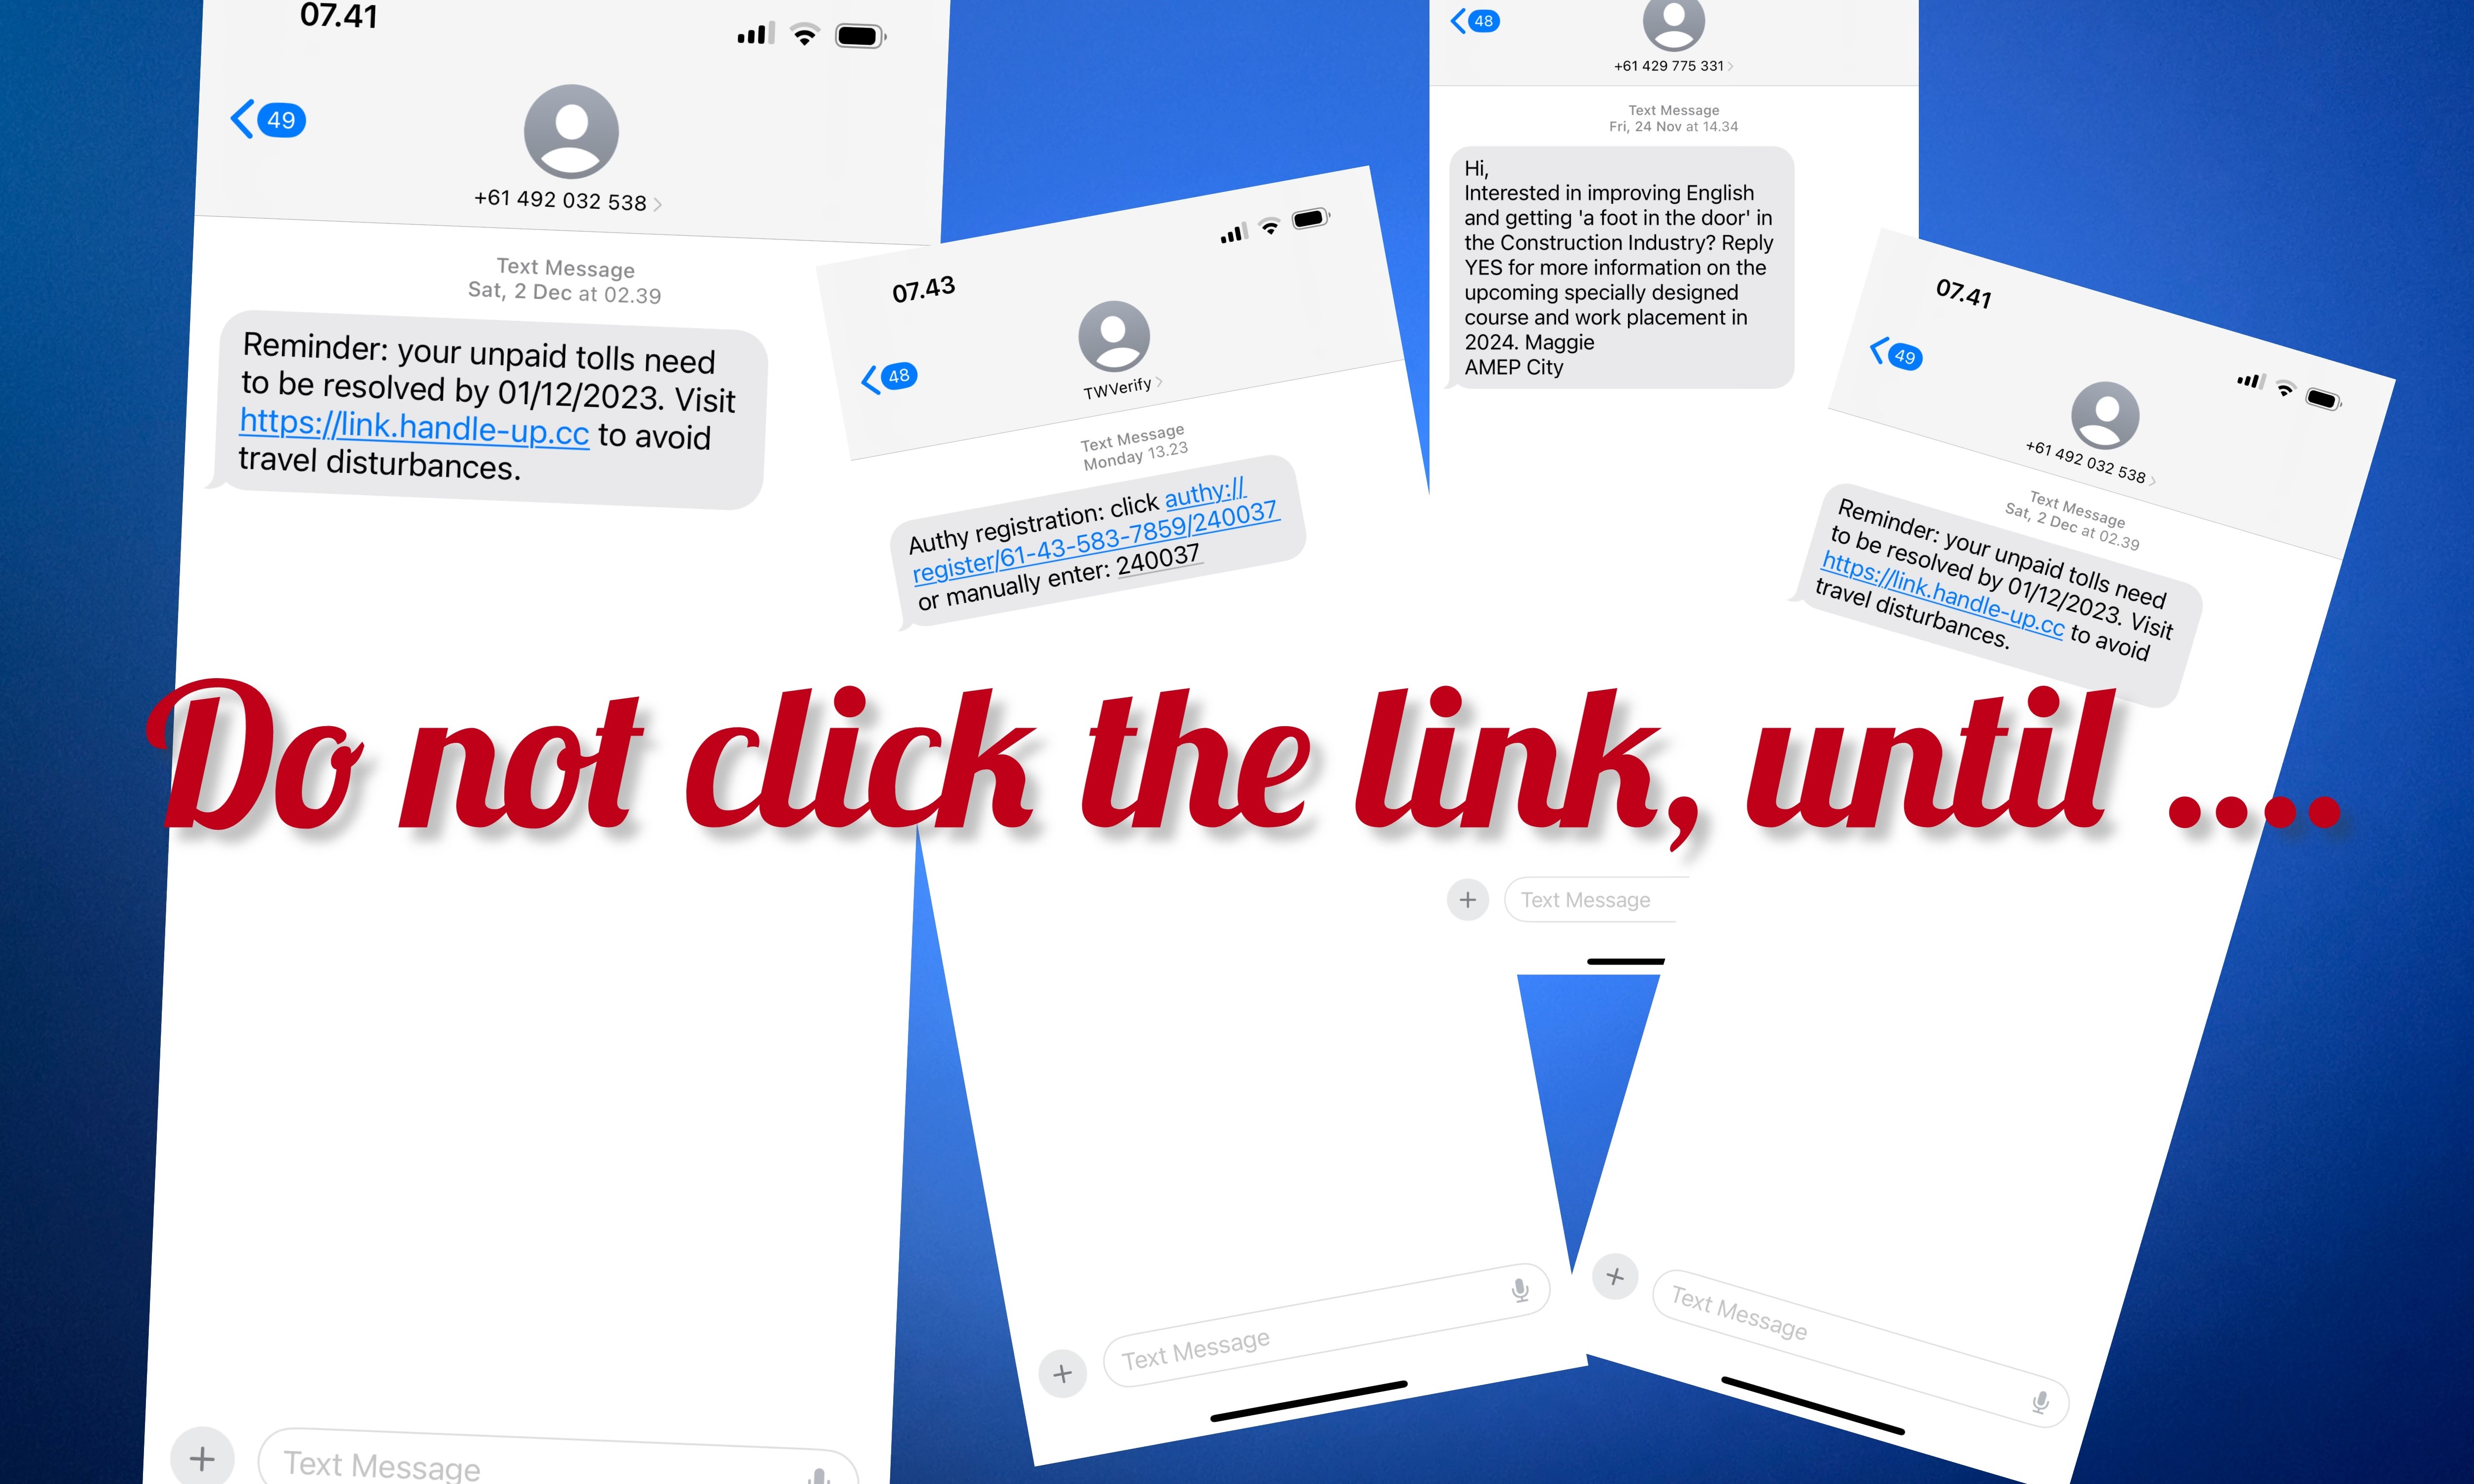 07.41
49
+61 492 032 538
Text Message
Sat, 2 Dec at 02.39
Reminder: your unpaid tolls need
to be resolved by 01/12/2023. Visit
https://link.handle-up.cc to avoid
travel disturbances.
Text Message
07.43
48
TWVerify
Text Message
Monday 13.23
Authy registration: click authy://
register/61-43-583-7859/240037
or manually enter: 240037
Text Message
48
+61 429 775 331
Text Message
Fri, 24 Nov at 14.34
Hi,
Interested in improving English
and getting 'a foot in the door' in
the Construction Industry? Reply
YES for more information on the
upcoming specially designed
course and work placement in
2024. Maggie
AMEP City
Text Message
07.41
49
+61 492 032 538
Text Message
Sat, 2 Dec at 02.39
Reminder: your unpaid tolls need
to be resolved by 01/12/2023. Visit
https://link.handle-up.cc to avoid
travel disturbances.
Text Message
Do not click the link, until ....